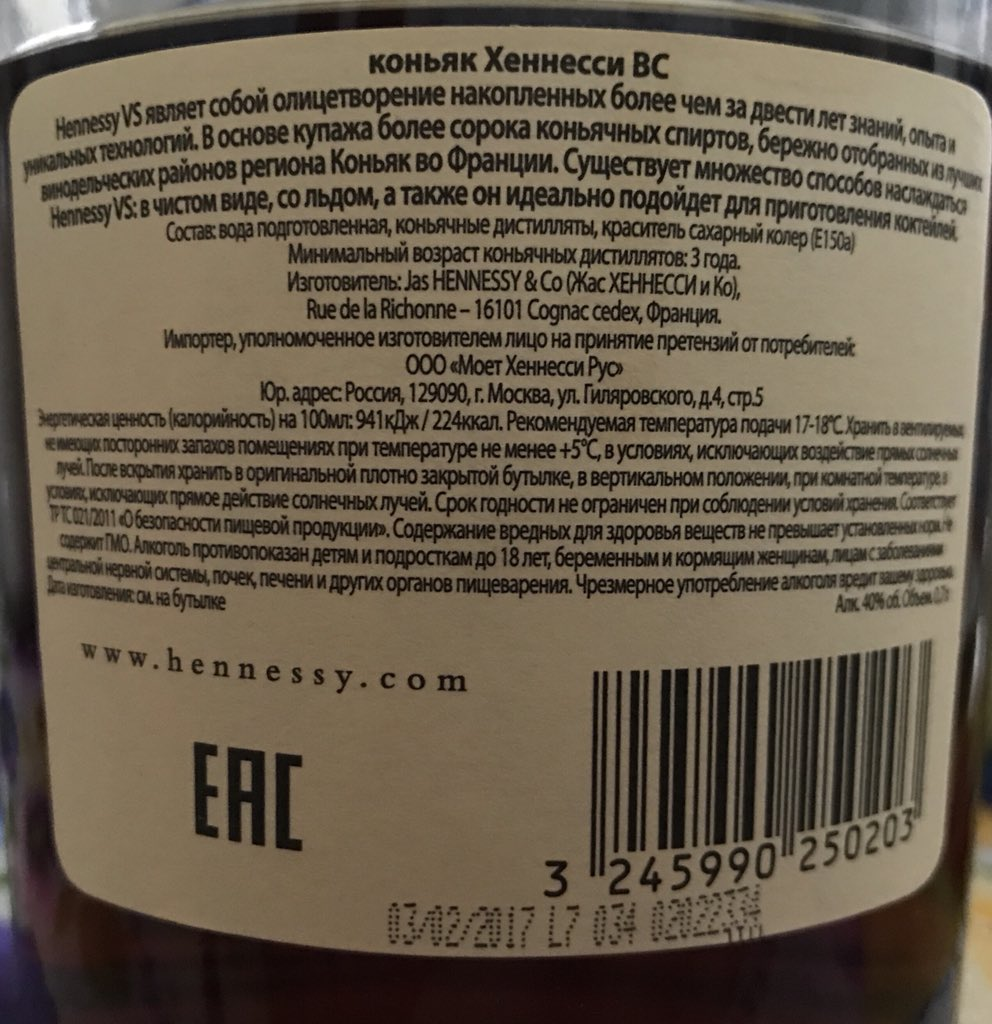 коньяк Хеннесси ВС
Hennessy VS являет собой олицетворение накопленных более чем за двести лет знаний, опыта и
уникальных технологий. В основе купажа более сорока коньячных спиртов, бережно отобранных из лучших
винодельческих районов региона Коньяк во Франции. Существует множество способов наслаждаться
Hennessy VS: в чистом виде, со льдом, а также он идеально подойдет для приготовления коктейлей.
Состав: вода подготовленная, коньячные дистилляты, краситель сахарный колер (E150a)
Минимальный возраст коньячных дистиллятов: 3 года.
Изготовитель: Jas HENNESSY & Co (Жас ХЕННЕССИ и Ко),
Rue de la Richonne – 16101 Cognac cedex, Франция.
Импортер, уполномоченное изготовителем лицо на принятие претензий от потребителей:
ООО «Моет Хеннесси Рус»
Юр. адрес: Россия, 129090, г. Москва, ул. Гиляровского, д.4, стр.5
Энергетическая ценность (калорийность) на 100мл: 941кДж / 224ккал. Рекомендуемая температура подачи 17-18°С. Хранить в вентилируемых,
не имеющих посторонних запахов помещениях при температуре не менее +5°С, в условиях, исключающих воздействие прямых солнечных
лучей. После вскрытия хранить в оригинальной плотно закрытой бутылке, в вертикальном положении, при комнатной температуре, в
условиях, исключающих прямое действие солнечных лучей. Срок годности не ограничен при соблюдении условий хранения. Соответствует
ТР ТС 021/2011 «О безопасности пищевой продукции». Содержание вредных для здоровья веществ не превышает установленных норм. Не
содержит ГМО. Алкоголь противопоказан детям и подросткам до 18 лет, беременным и кормящим женщинам, лицам с заболеваниями
центральной нервной системы, почек, печени и других органов пищеварения. Чрезмерное употребление алкоголя вредит вашему здоровью.
Дата изготовления: см. на бутылке
Алк. 40% об. Объем: 0,7л
www.hennessy.com
EAC
3 245990 250203
03/02/2017 L7 034